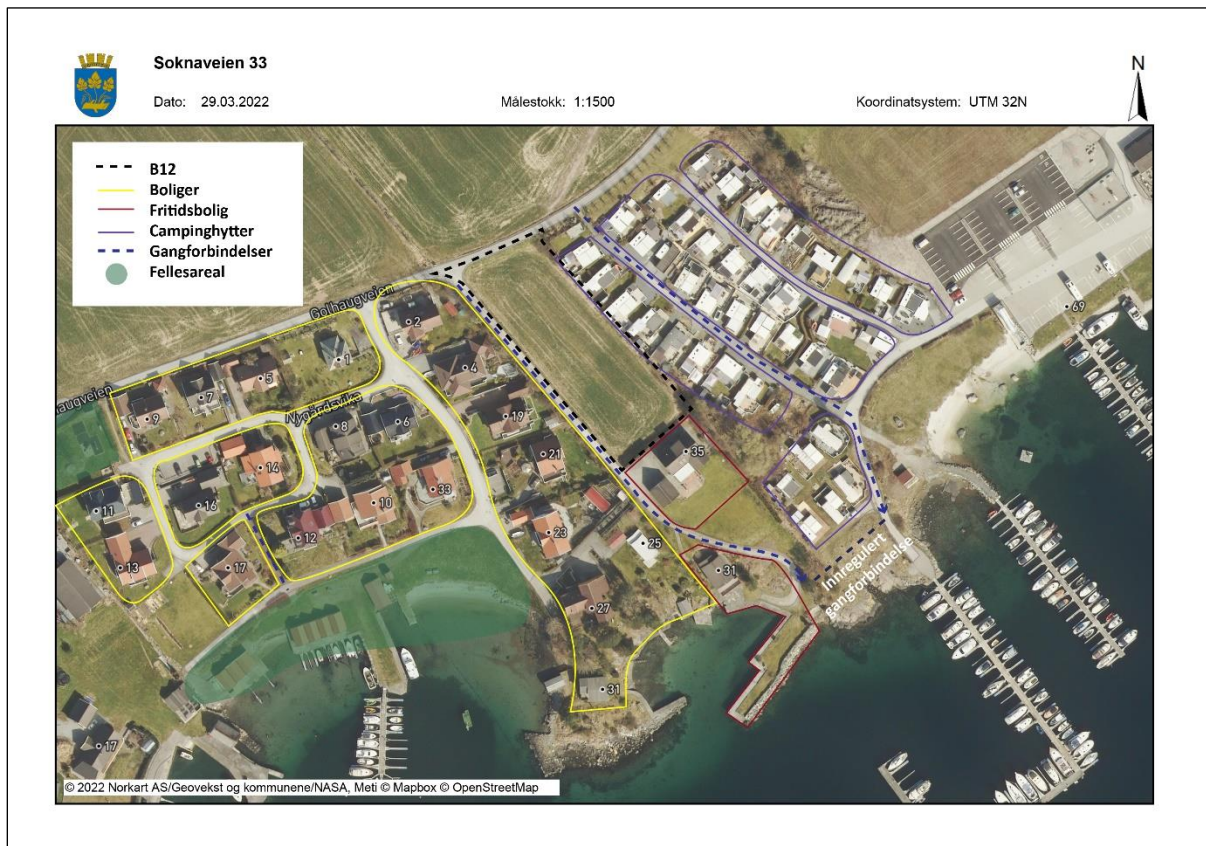 Soknaveien 33
Dato: 29.03.2022
Målestokk: 1:1500
Koordinatsystem: UTM 32N
N
B12
Boliger
Fritidsbolig
Campinghytter
Gangforbindelser
Fellesareal
Golhaugveien
haugveien
Nygårdsvika
2
1
5
7
9
4
8
6
19
14
16
11
10
33
21
12
13
17
23
25
27
31
35
31
69
17
Innregulert
gangforbindelse
© 2022 Norkart AS/Geovekst og kommunene/NASA, Meti © Mapbox © OpenStreetMap